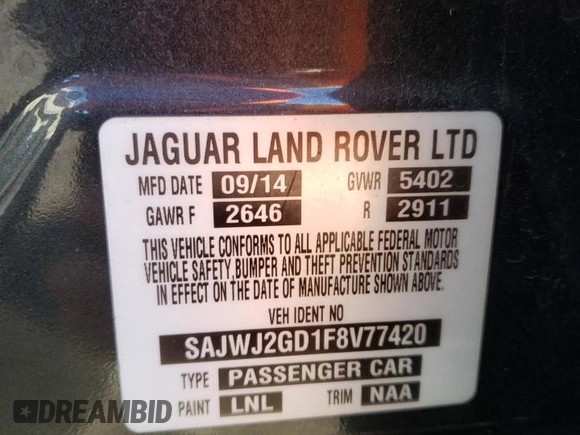 JAGUAR LAND ROVER LTD
MFD DATE 09/14 GVWR 5402
GAWR F 2646 R 2911
THIS VEHICLE CONFORMS TO ALL APPLICABLE FEDERAL MOTOR
VEHICLE SAFETY,BUMPER AND THEFT PREVENTION STANDARDS
IN EFFECT ON THE DATE OF MANUFACTURE SHOWN ABOVE.
VEH IDENT NO
SAJWJ2GD1F8V77420
TYPE PASSENGER CAR
PAINT LNL TRIM NAA
DREAMBID